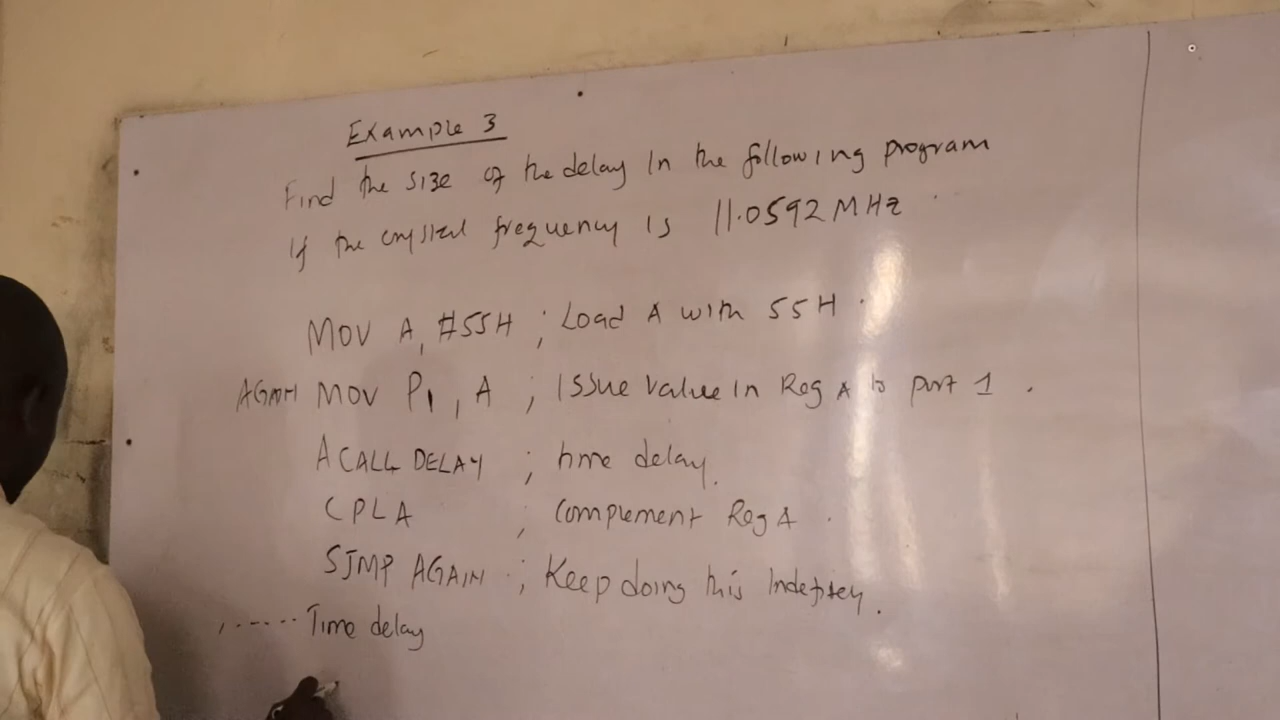 Example 3
Find the size of the delay in the following program
if the crystal frequency is 11.0592 MHz
MOV A, #55H ; Load A with 55H .
AGAIN MOV P1, A ; Issue value in Reg A to port 1 .
ACALL DELAY ; time delay.
CPL A ; complement Reg A .
SJMP AGAIN ; Keep doing this .
; ----- Time delay